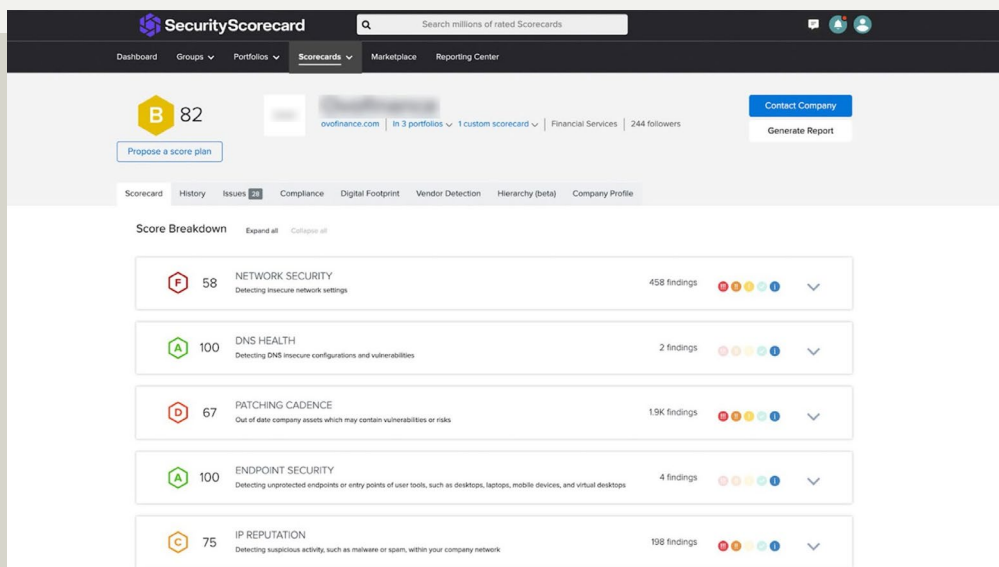 SecurityScorecard
Search millions of rated Scorecards
Dashboard Groups Portfolios Scorecards Marketplace Reporting Center
B 82
Propose a score plan
ovofinance.com | In 3 portfolios | 1 custom scorecard | Financial Services | 244 followers
Contact Company
Generate Report
Scorecard History Issues 28 Compliance Digital Footprint Vendor Detection Hierarchy (beta) Company Profile
Score Breakdown Expand all Collapse all
F 58 NETWORK SECURITY 458 findings
Detecting insecure network settings
A 100 DNS HEALTH 2 findings
Detecting DNS insecure configurations and vulnerabilities
D 67 PATCHING CADENCE 1.9K findings
Out of date company assets which may contain vulnerabilities or risks
A 100 ENDPOINT SECURITY 4 findings
Detecting unprotected endpoints or entry points of user tools, such as desktops, laptops, mobile devices, and virtual desktops
C 75 IP REPUTATION 198 findings
Detecting suspicious activity, such as malware or spam, within your company network